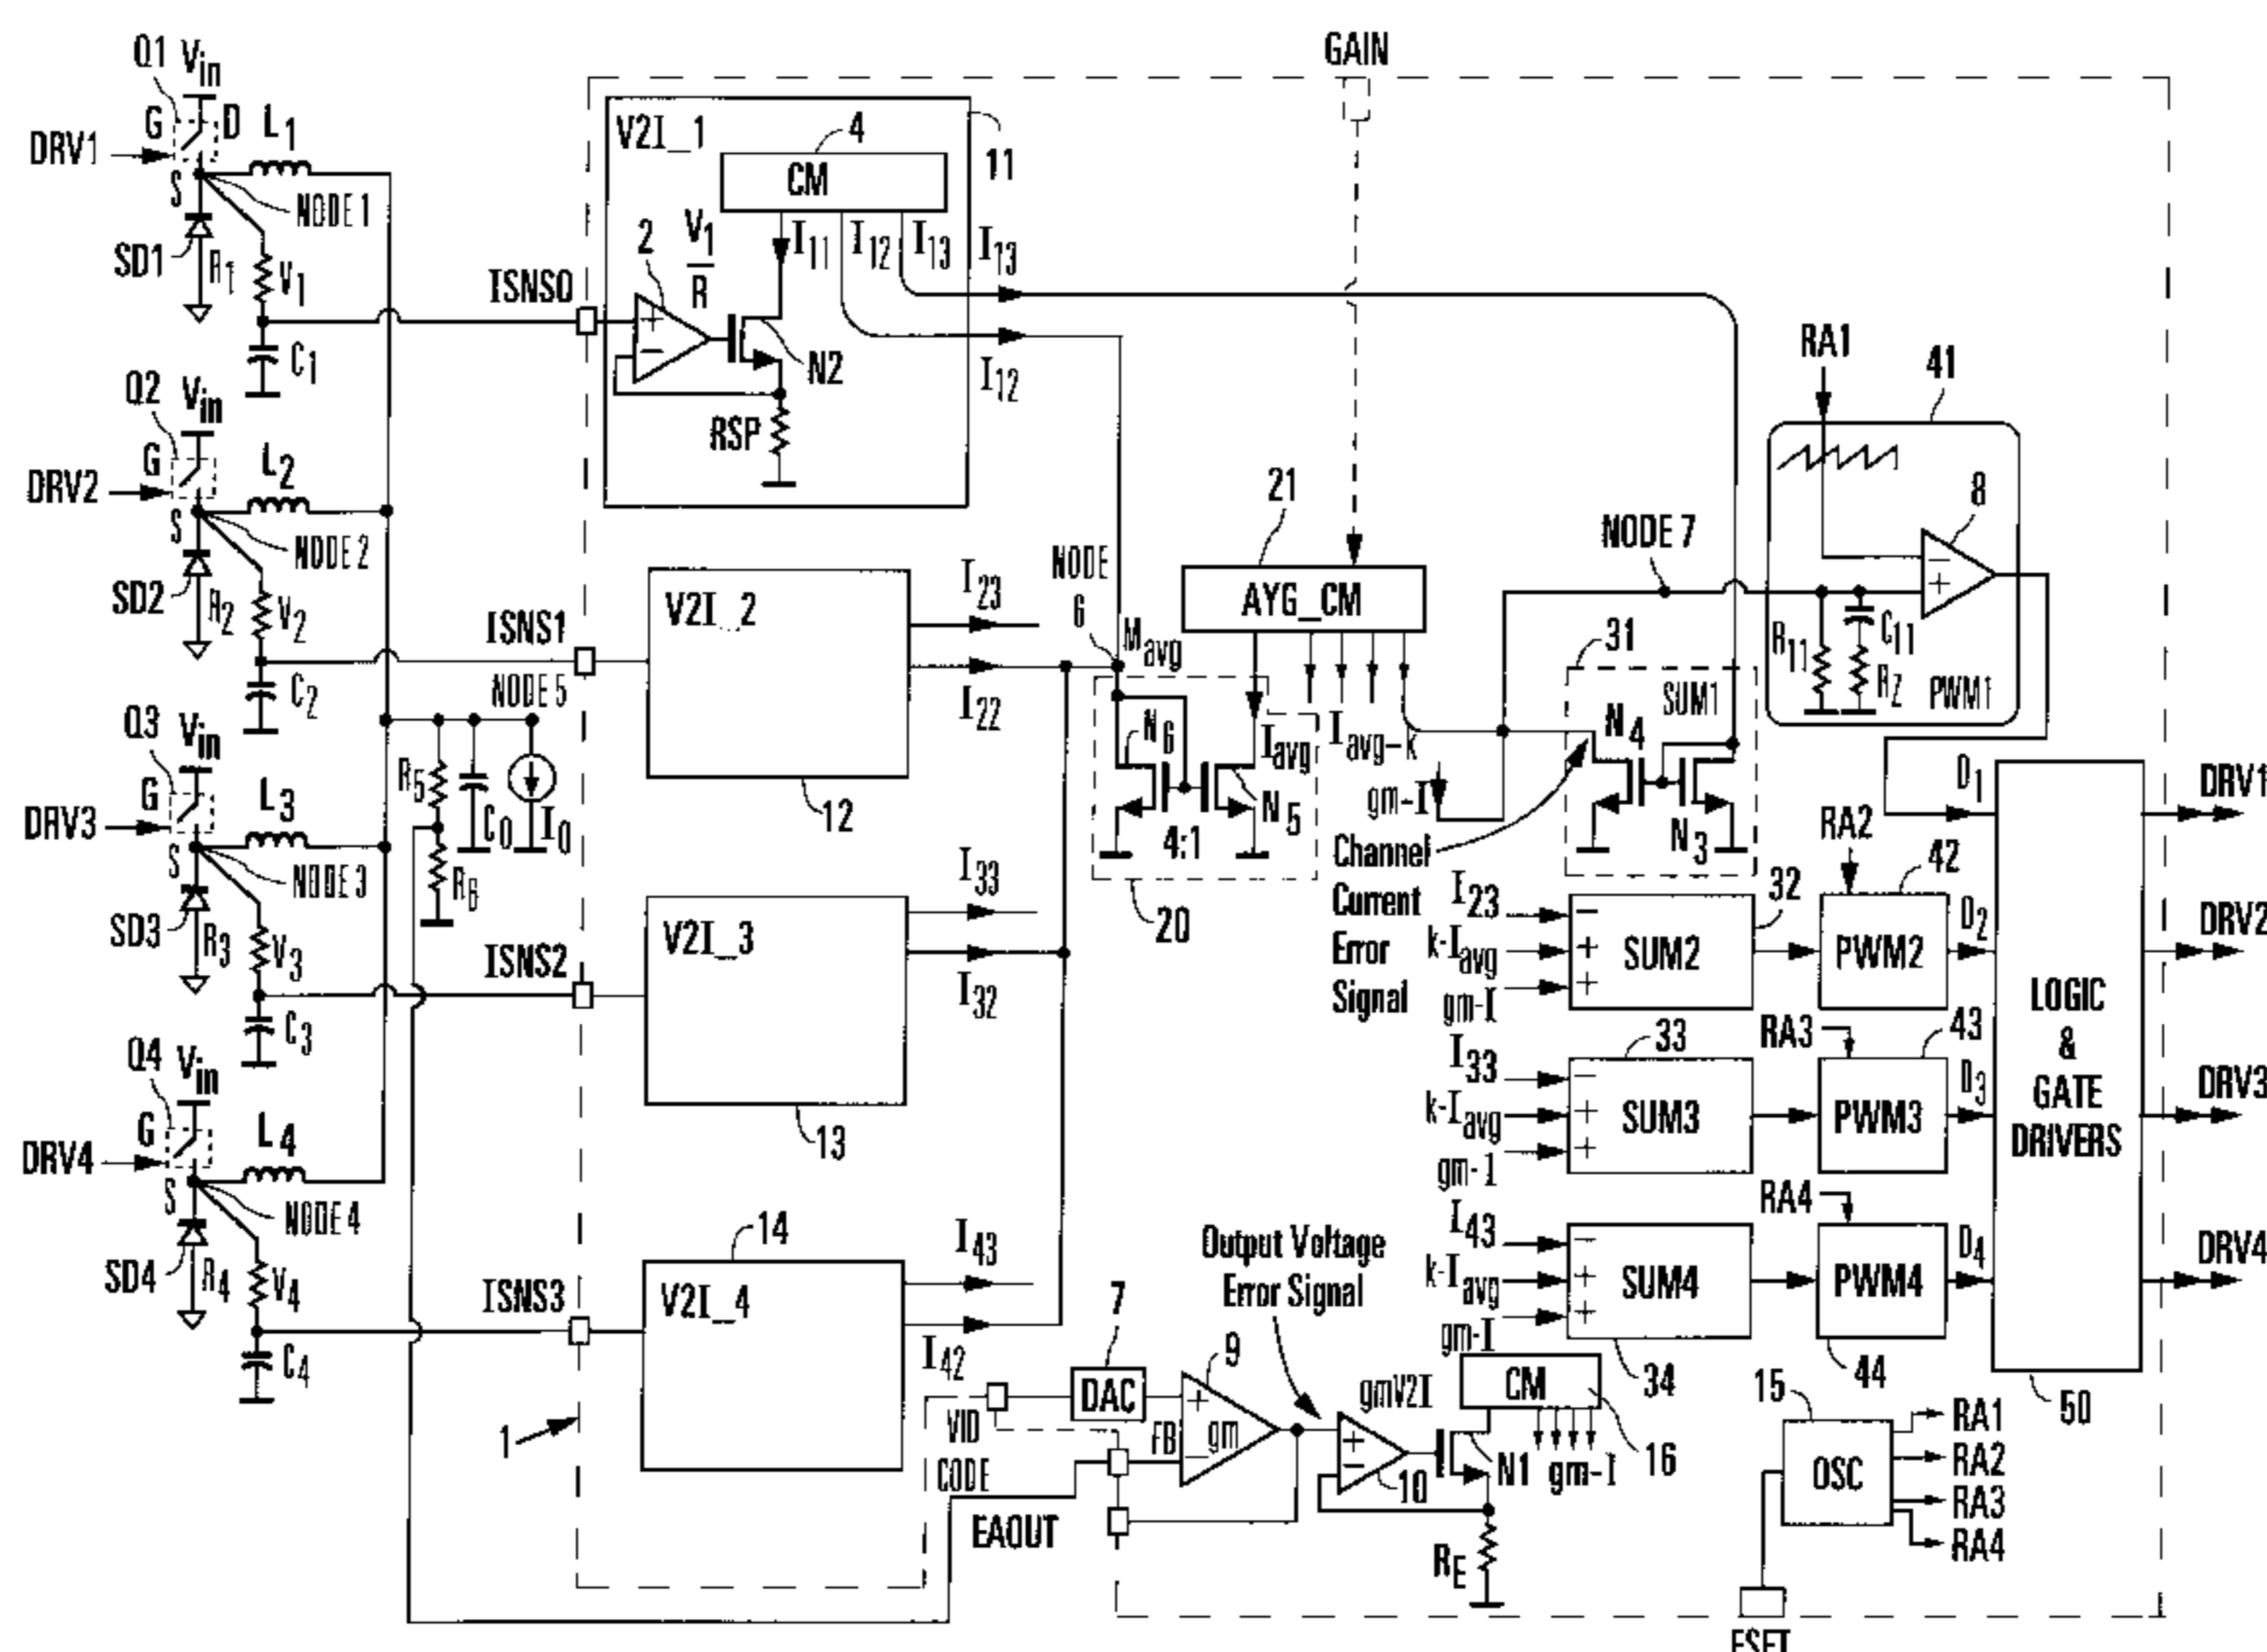 GAIN
Q1 Vin
G D L1
DRV1
S
NODE 1
SD1 R1 V1
C1
ISNS0
V2I_1
4
CM
11
2
V1
R
I11 I12 I13
I13
N2
I12
RSP
Q2 Vin
G L2
DRV2
S
NODE 2
SD2 R2 V2
C2
ISNS1
NODE 5
V2I_2
I23
I22
12
NODE
6
6
Mavg
21
AYG_CM
N6
N5
Iavg
Iavg-k
4:1
20
gm-I
Channel
Current
Error
Signal
NODE 7
31
SUM1
N4
N3
RA1
41
8
R11
C11
RZ
PWM1
Q3 Vin
G L3
DRV3
S
NODE 3
SD3 R3 V3
C3
R5
C0
I0
R6
ISNS2
V2I_3
I33
I32
13
Q4 Vin
G L4
DRV4
S
NODE 4
SD4 R4 V4
C4
ISNS3
14
V2I_4
I43
I42
1
I23
k-Iavg
gm-I
−
+
+
SUM2
32
RA2
42
PWM2
D1
D2
I33
k-Iavg
gm-1
−
+
+
33
SUM3
RA3
43
PWM3
D3
I43
k-Iavg
gm-I
−
+
+
SUM4
34
RA4
PWM4
44
D4
LOGIC
&
GATE
DRIVERS
50
DRV1
DRV2
DRV3
DRV4
Output Voltage
Error Signal
7
DAC
9
gm
VID
CODE
FB
EAOUT
gmV2I
10
CM
16
N1
gm-I
RE
15
OSC
RA1
RA2
RA3
RA4